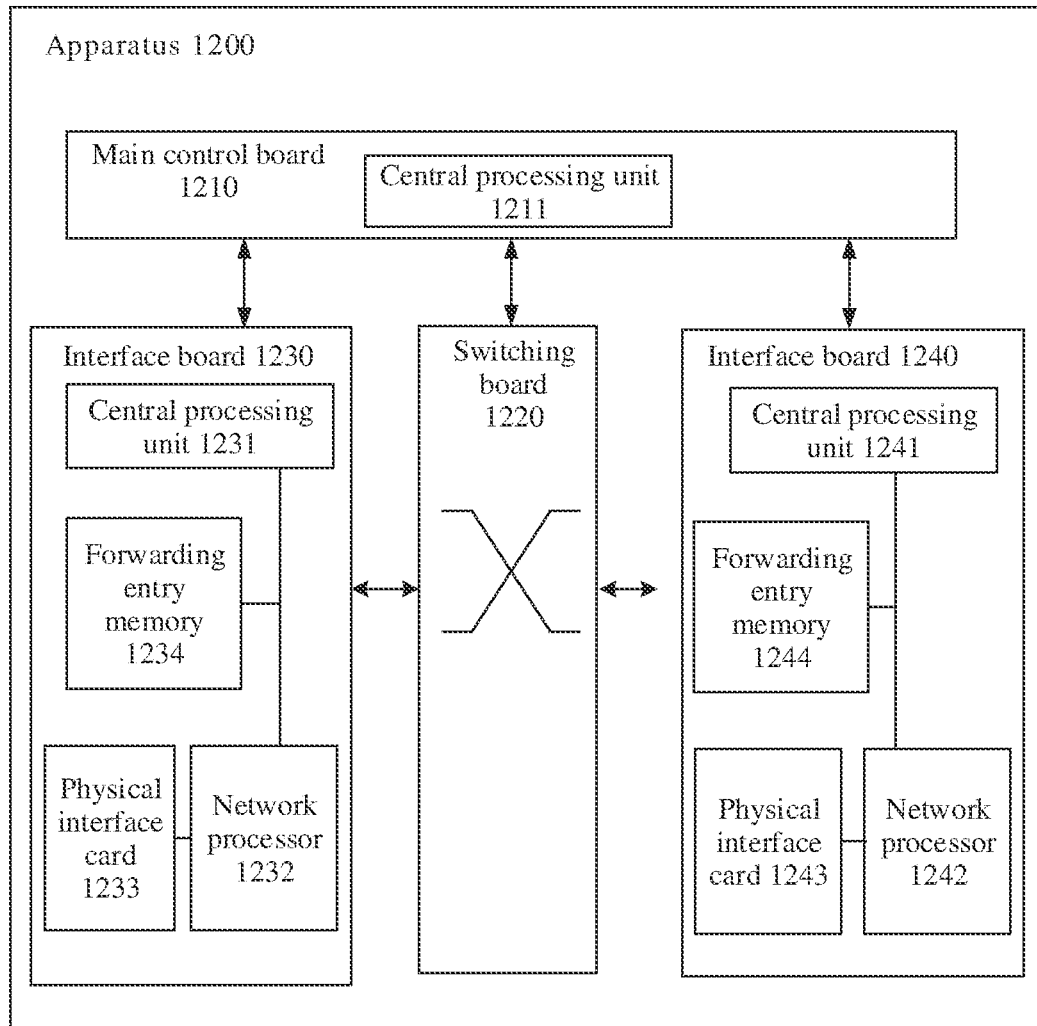 Apparatus 1200
Main control board
1210
Central processing unit
1211
Interface board 1230
Central processing
unit 1231
Forwarding
entry
memory
1234
Physical
interface
card
1233
Network
processor
1232
Switching
board
1220
Interface board 1240
Central processing
unit 1241
Forwarding
entry
memory
1244
Physical
interface
card 1243
Network
processor
1242